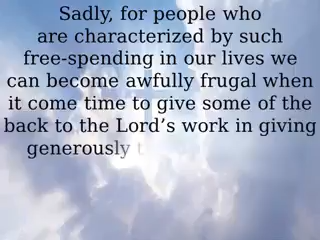 Sadly, for people who
are characterized by such
free-spending in our lives we
can become awfully frugal when
it come time to give some of the
back to the Lord’s work in giving
generously